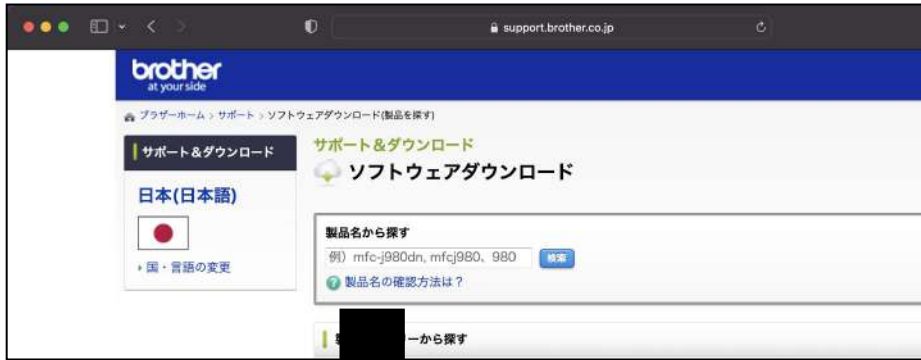 support.brother.co.jp
brother
at your side
ブラザーホーム > サポート > ソフトウェアダウンロード(製品を探す)
サポート＆ダウンロード
日本(日本語)
国・言語の変更
サポート＆ダウンロード
ソフトウェアダウンロード
製品名から探す
例）mfc-j980dn, mfcj980、980
検索
製品名の確認方法は？
ーから探す